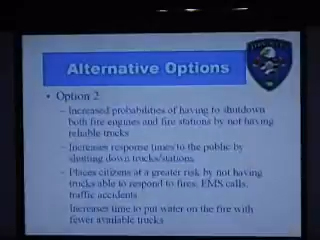 Alternative Options
• Option 2
– Increased probabilities of having to shutdown
both fire engines and fire stations by not having
reliable trucks
– Increases response times to the public by
shutting down trucks/stations
– Places citizens at a greater risk by not having
trucks able to respond to fires, EMS calls,
traffic accidents
Increases time to put water on the fire with
fewer available trucks